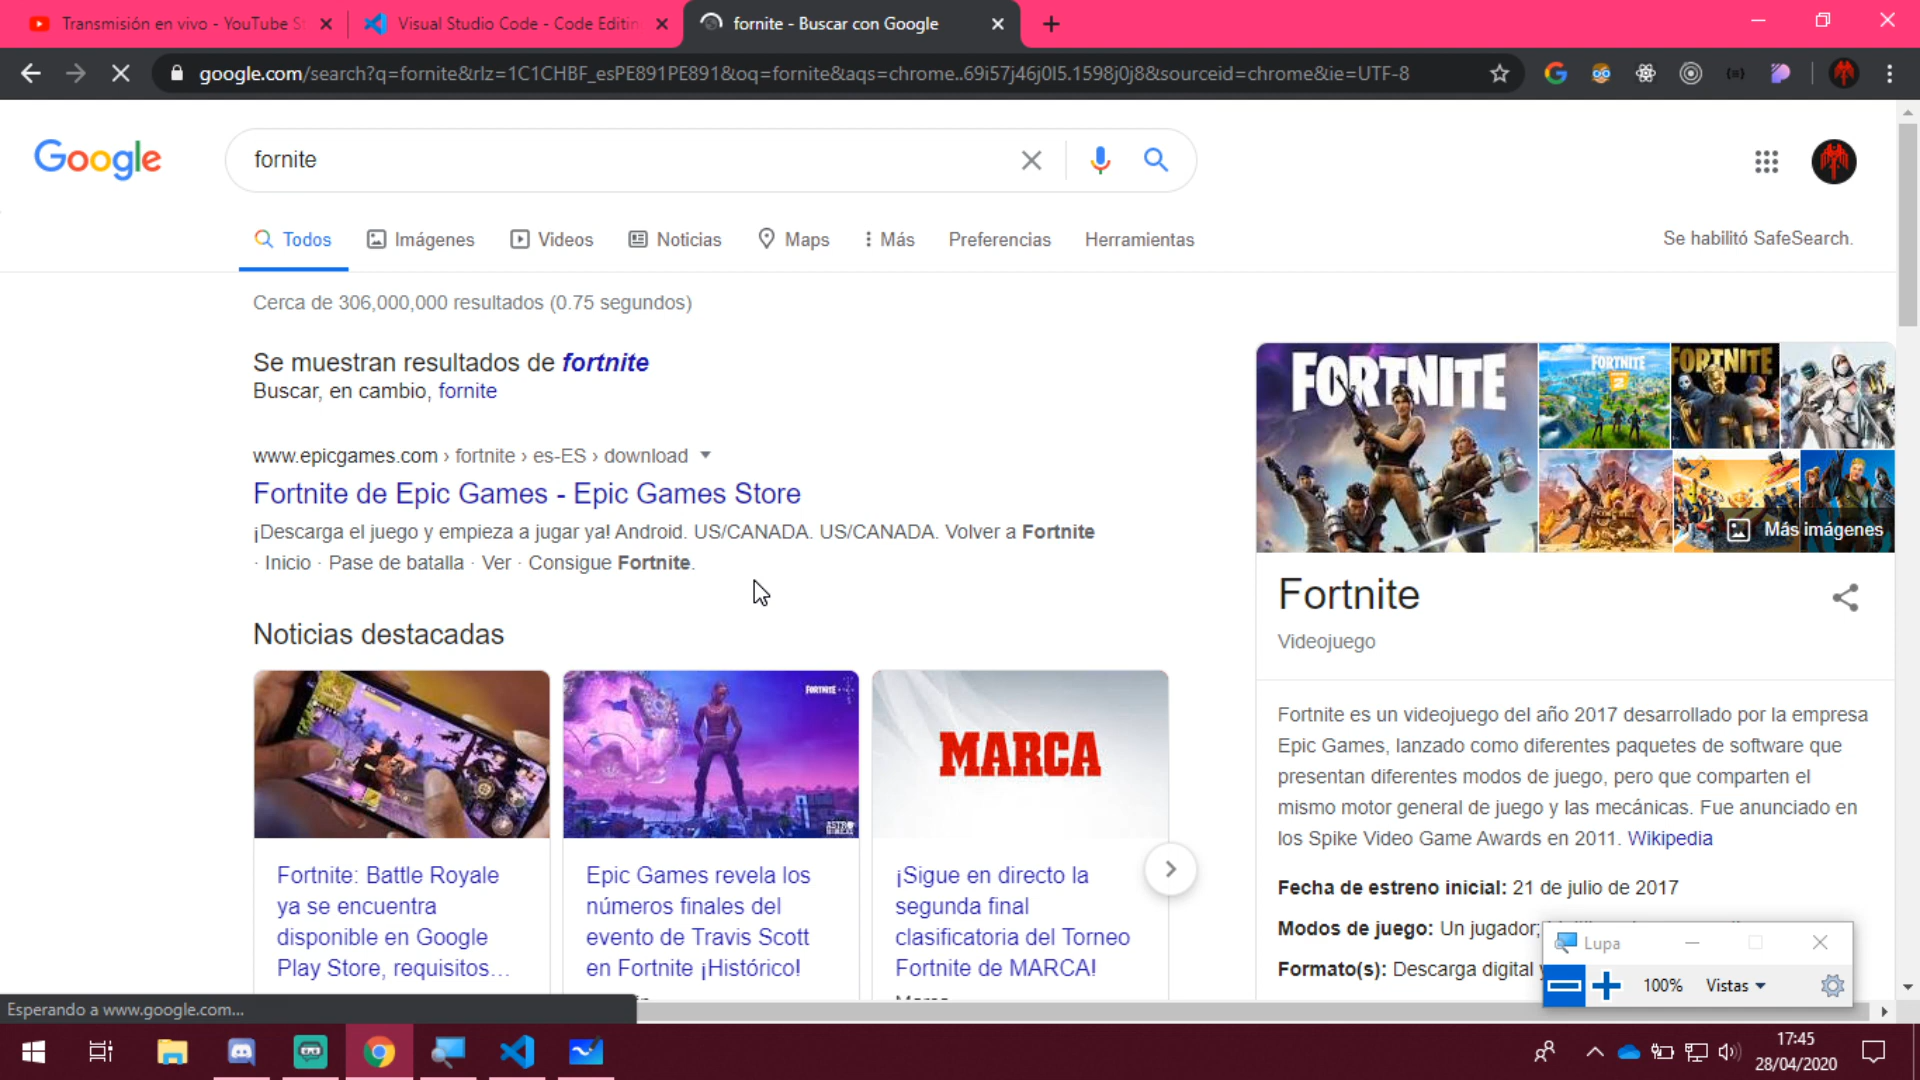 Transmisión en vivo - YouTube S
Visual Studio Code - Code Editin
fornite - Buscar con Google
google.com/search?q=fornite&rlz=1C1CHBF_esPE891PE891&oq=fornite&aqs=chrome..69i57j46j0l5.1598j0j8&sourceid=chrome&ie=UTF-8
Google
fornite
Todos
Imágenes
Videos
Noticias
Maps
Más
Preferencias
Herramientas
Se habilitó SafeSearch.
Cerca de 306,000,000 resultados (0.75 segundos)
Se muestran resultados de fortnite
Buscar, en cambio, fornite
www.epicgames.com › fortnite › es-ES › download
Fortnite de Epic Games - Epic Games Store
¡Descarga el juego y empieza a jugar ya! Android. US/CANADA. US/CANADA. Volver a Fortnite
· Inicio · Pase de batalla · Ver · Consigue Fortnite.
Noticias destacadas
FORTNITE
MARCA
Fortnite: Battle Royale
ya se encuentra
disponible en Google
Play Store, requisitos...
Epic Games revela los
números finales del
evento de Travis Scott
en Fortnite ¡Histórico!
¡Sigue en directo la
segunda final
clasificatoria del Torneo
Fortnite de MARCA!
FORTNITE
FORTNITE
2
FORTNITE
Más imágenes
Fortnite
Videojuego
Fortnite es un videojuego del año 2017 desarrollado por la empresa
Epic Games, lanzado como diferentes paquetes de software que
presentan diferentes modos de juego, pero que comparten el
mismo motor general de juego y las mecánicas. Fue anunciado en
los Spike Video Game Awards en 2011. Wikipedia
Fecha de estreno inicial: 21 de julio de 2017
Modos de juego: Un jugador;
Formato(s): Descarga digital y
Lupa
100%
Vistas
Esperando a www.google.com...
17:45
28/04/2020